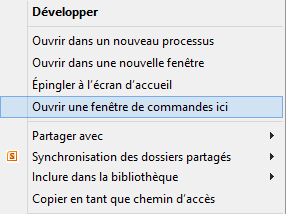 Développer
Ouvrir dans un nouveau processus
Ouvrir dans une nouvelle fenêtre
Épingler à l'écran d'accueil
Ouvrir une fenêtre de commandes ici
Partager avec
S Synchronisation des dossiers partagés
Inclure dans la bibliothèque
Copier en tant que chemin d'accès